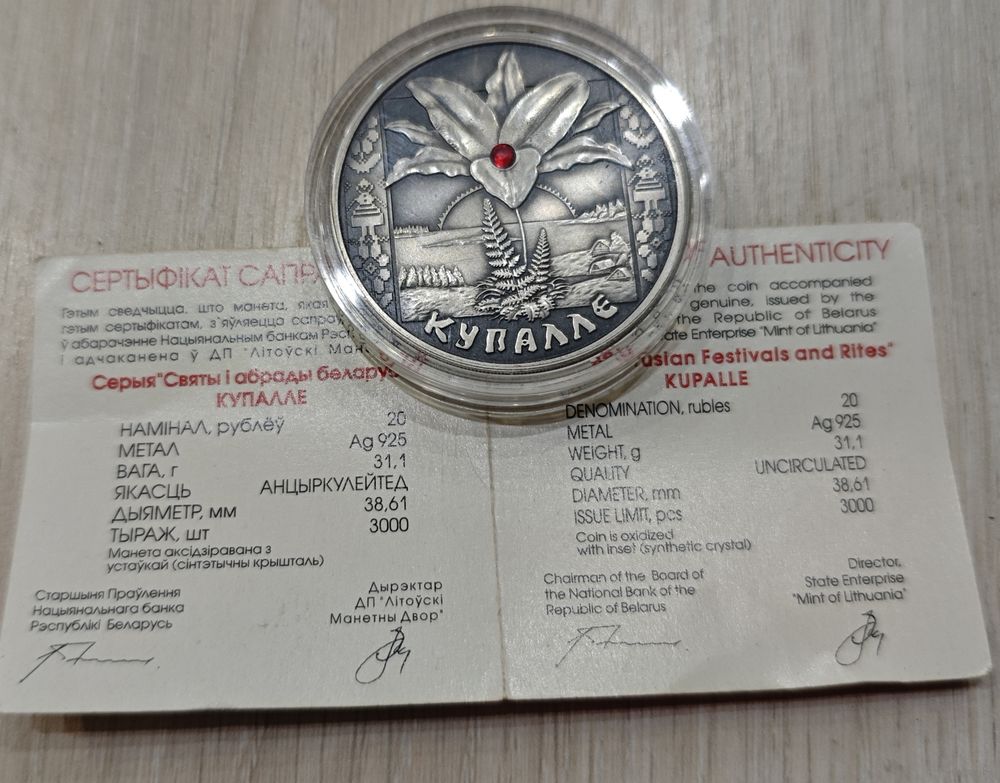 КУПАЛЛЕ
СЕРТЫФІКАТ
Гэтым сведчыцца, што манета, якая
гэтым сертыфікатам, з'яўляецца
ў абарачэнне Нацыянальным банкам
і адчаканена ў ДП "Літоўскі
Серыя "Святы і абрады
КУПАЛЛЕ
НАМІНАЛ, рублёў 20
МЕТАЛ Ag 925
ВАГА, г 31,1
ЯКАСЦЬ АНЦЫРКУЛЕЙТЕД
ДЫЯМЕТР, мм 38,61
ТЫРАЖ, шт 3000
Манета аксідзіравана з
устаўкай (сінтэтычны крышталь)
Старшыня Праўлення
Нацыянальнага банка
Рэспублікі Беларусь
Дырэктар
ДП "Літоўскі
Манетны Двор"
AUTHENTICITY
the coin accompanied
genuine, issued by the
the Republic of Belarus
Enterprise "Mint of Lithuania"
Festivals and Rites"
KUPALLE
DENOMINATION, rubles 20
METAL Ag 925
WEIGHT, g 31,1
QUALITY UNCIRCULATED
DIAMETER, mm 38,61
ISSUE LIMIT, pcs 3000
Coin is oxidized
with inset (synthetic crystal)
Chairman of the Board of
the National Bank of the
Republic of Belarus
Director,
State Enterprise
"Mint of Lithuania"